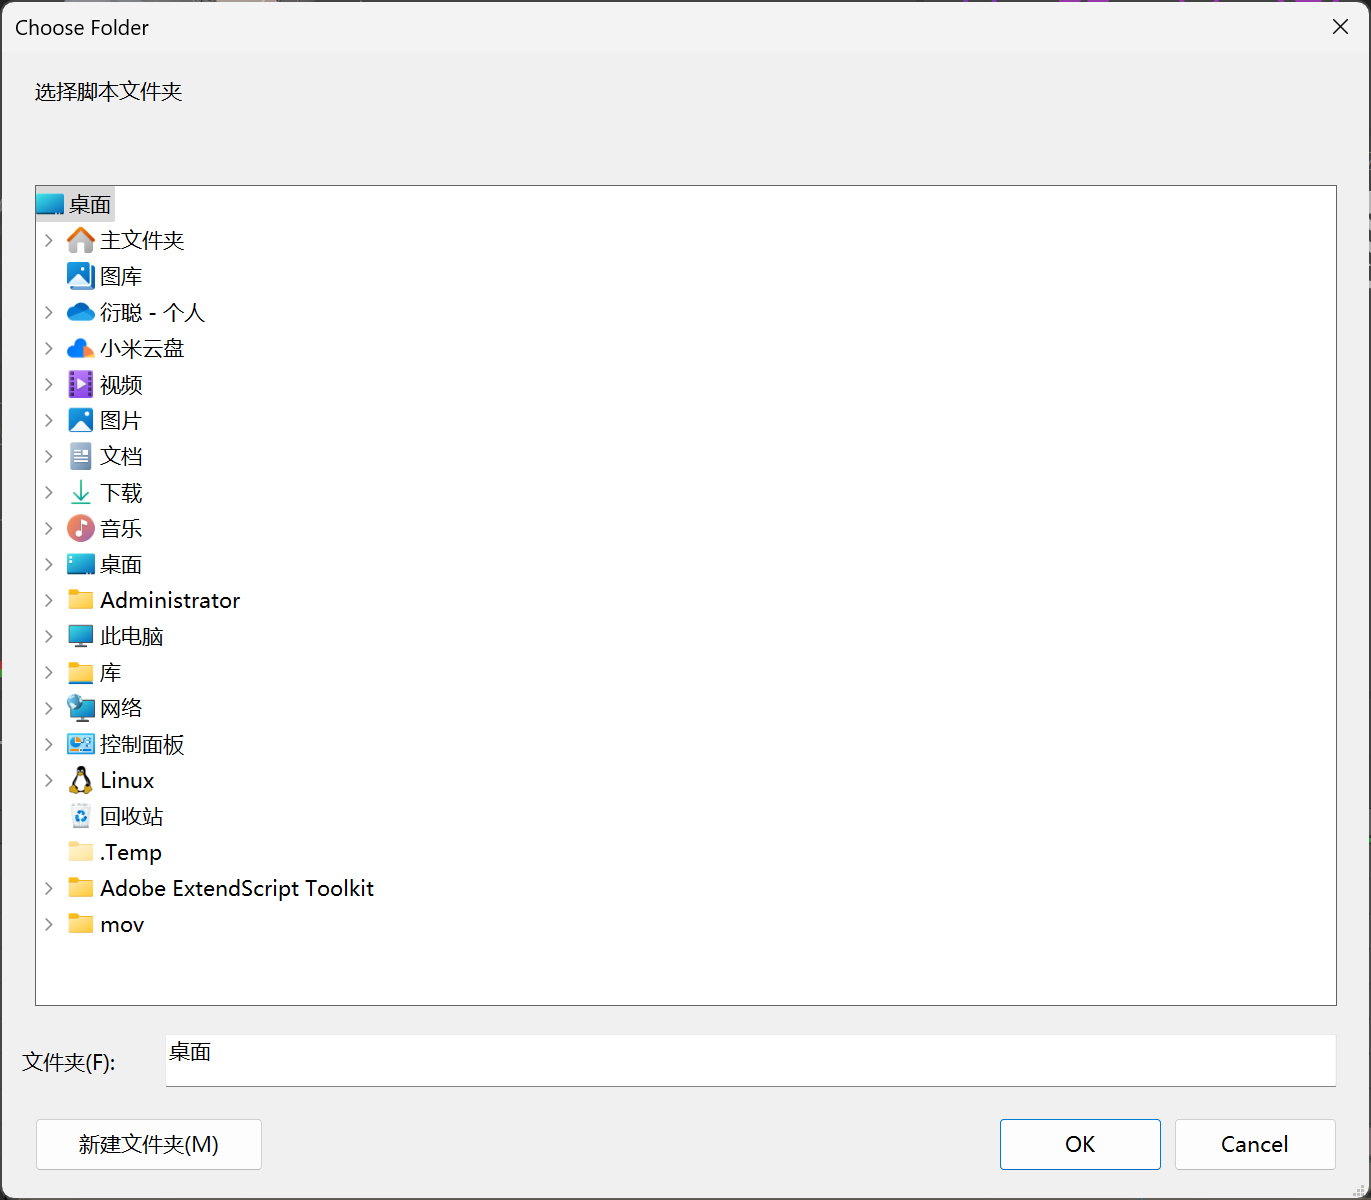 Choose Folder
选择脚本文件夹
桌面
主文件夹
图库
衍聪 - 个人
小米云盘
视频
图片
文档
下载
音乐
桌面
Administrator
此电脑
库
网络
控制面板
Linux
回收站
.Temp
Adobe ExtendScript Toolkit
mov
文件夹(F):
桌面
新建文件夹(M)
OK
Cancel